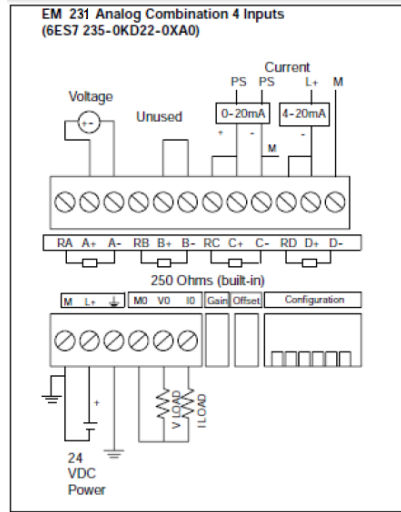 EM 231 Analog Combination 4 Inputs
(6ES7 235-0KD22-0XA0)
Current
PS PS L+ M
Voltage
Unused
0-20mA 4-20mA
+ -
+ - -
M
RA A+ A- RB B+ B- RC C+ C- RD D+ D-
250 Ohms (built-in)
M L+ M0 V0 I0 Gain Offset Configuration
+
V LOAD
I LOAD
24
VDC
Power